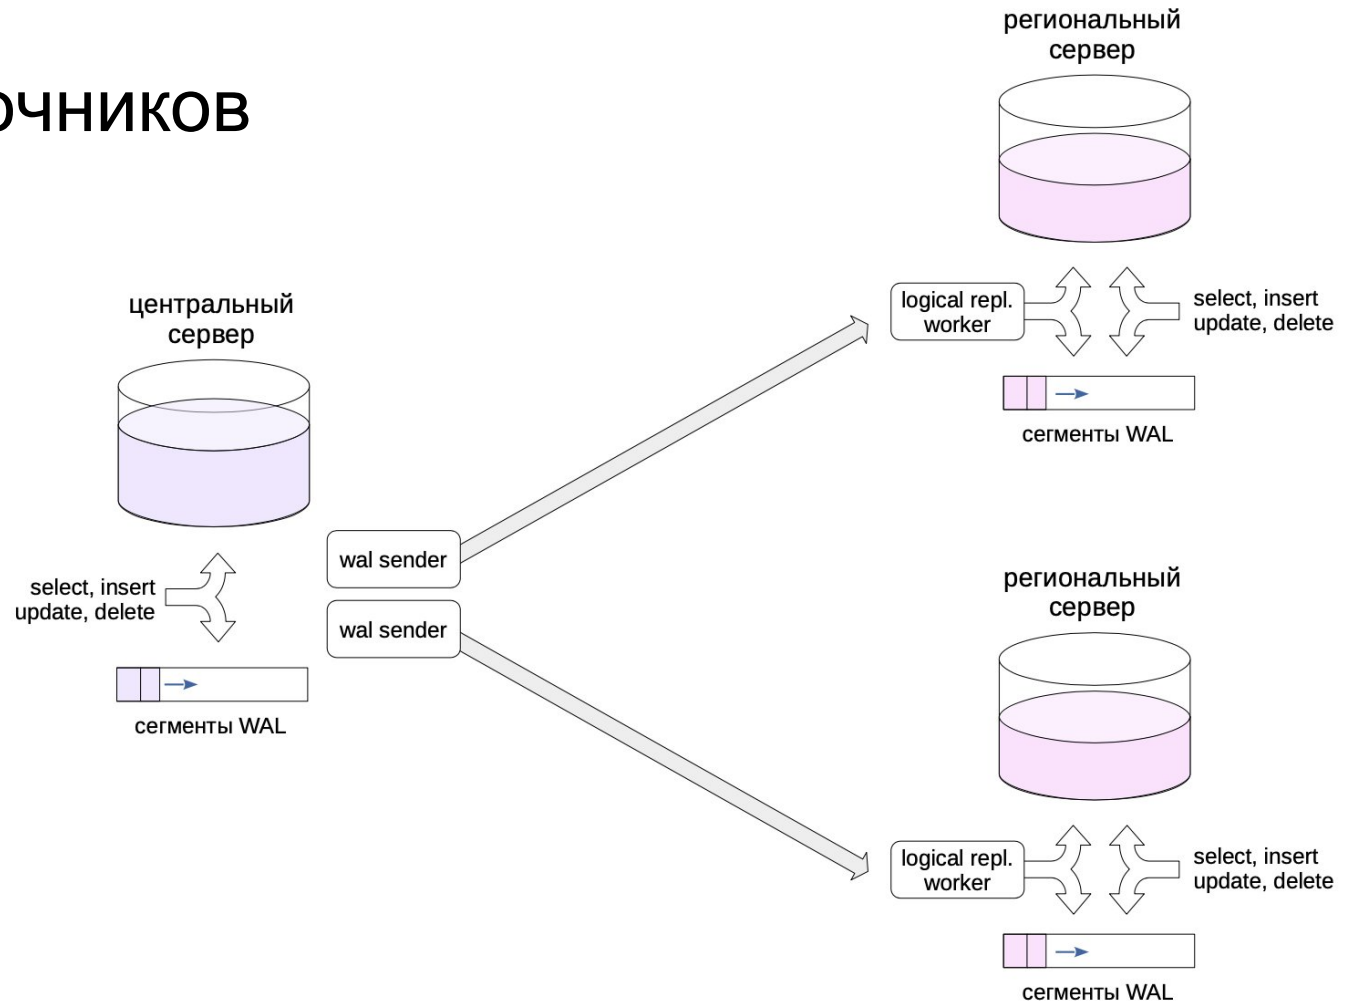 очников
региональный
сервер
logical repl.
worker
select, insert
update, delete
сегменты WAL
центральный
сервер
wal sender
wal sender
select, insert
update, delete
сегменты WAL
региональный
сервер
logical repl.
worker
select, insert
update, delete
сегменты WAL